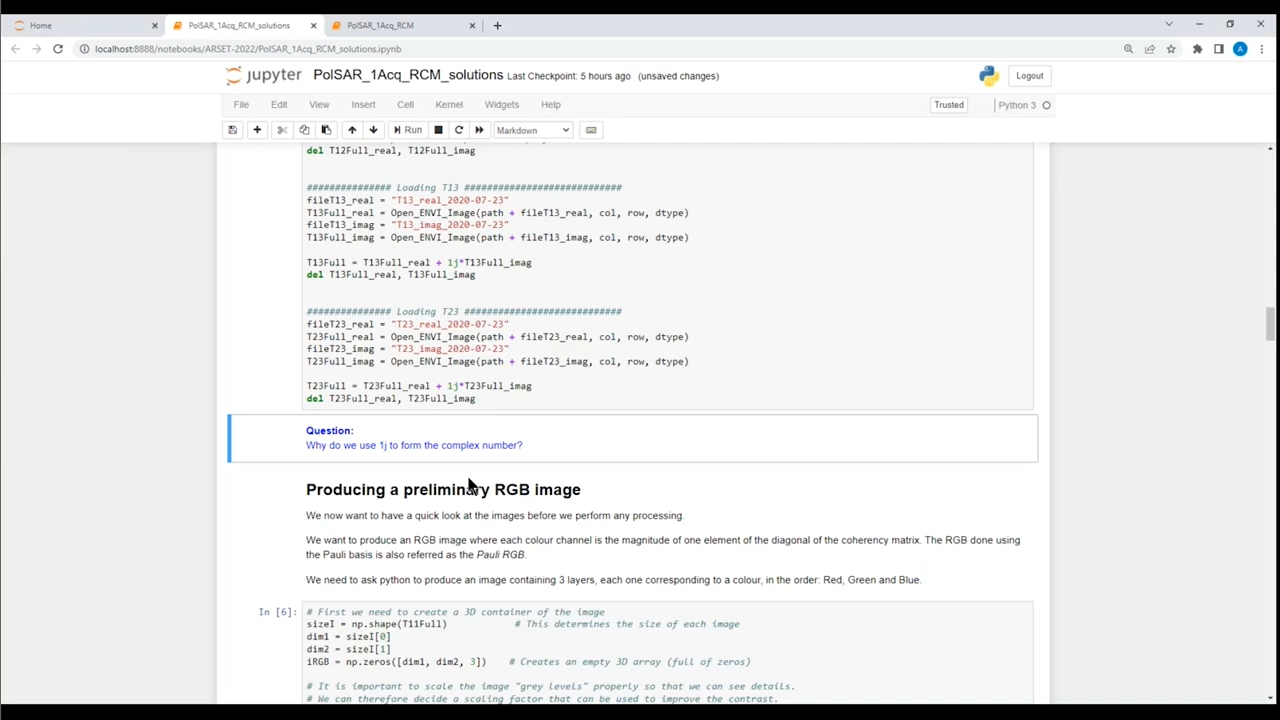 Home
PolSAR_1Acq_RCM_solutions
PolSAR_1Acq_RCM
localhost:8888/notebooks/ARSET-2022/PolSAR_1Acq_RCM_solutions.ipynb
A
jupyter PolSAR_1Acq_RCM_solutions Last Checkpoint: 5 hours ago (unsaved changes)
Logout
File Edit View Insert Cell Kernel Widgets Help
Trusted
Python 3
Run
Markdown
del T12Full_real, T12Full_imag
############### Loading T13 ############################
fileT13_real = "T13_real_2020-07-23"
T13Full_real = Open_ENVI_Image(path + fileT13_real, col, row, dtype)
fileT13_imag = "T13_imag_2020-07-23"
T13Full_imag = Open_ENVI_Image(path + fileT13_imag, col, row, dtype)
T13Full = T13Full_real + 1j*T13Full_imag
del T13Full_real, T13Full_imag
############### Loading T23 ############################
fileT23_real = "T23_real_2020-07-23"
T23Full_real = Open_ENVI_Image(path + fileT23_real, col, row, dtype)
fileT23_imag = "T23_imag_2020-07-23"
T23Full_imag = Open_ENVI_Image(path + fileT23_imag, col, row, dtype)
T23Full = T23Full_real + 1j*T23Full_imag
del T23Full_real, T23Full_imag
Question:
Why do we use 1j to form the complex number?
Producing a preliminary RGB image
We now want to have a quick look at the images before we perform any processing.
We want to produce an RGB image where each colour channel is the magnitude of one element of the diagonal of the coherency matrix. The RGB done using
the Pauli basis is also referred as the Pauli RGB.
We need to ask python to produce an image containing 3 layers, each one corresponding to a colour, in the order: Red, Green and Blue.
In [6]:
# First we need to create a 3D container of the image
sizeI = np.shape(T11Full) # This determines the size of each image
dim1 = sizeI[0]
dim2 = sizeI[1]
iRGB = np.zeros([dim1, dim2, 3]) # Creates an empty 3D array (full of zeros)
# It is important to scale the image "grey levels" properly so that we can see details.
# We can therefore decide a scaling factor that can be used to improve the contrast.